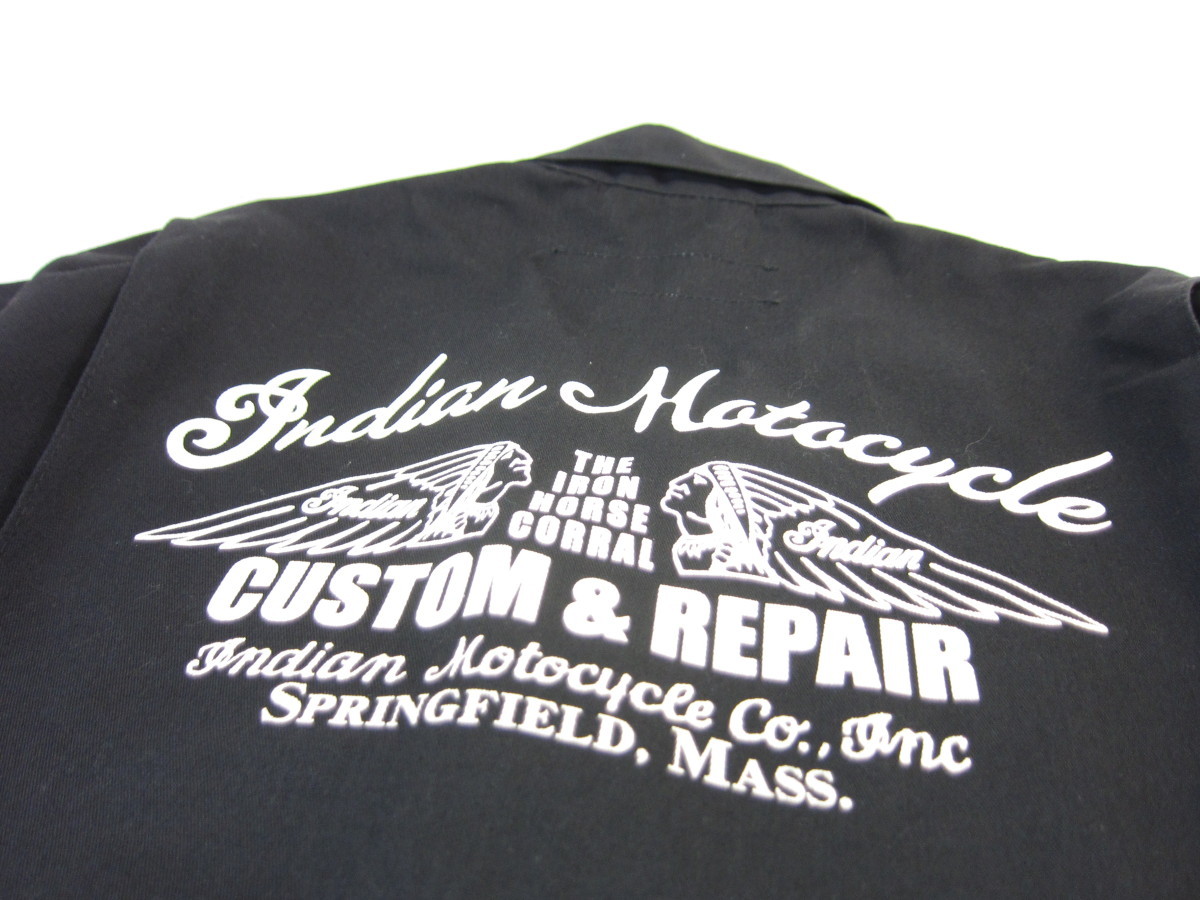 Indian Motocycle
THE
IRON
HORSE
CORRAL
Indian
Indian
CUSTOM & REPAIR
Indian Motocycle Co., Inc
SPRINGFIELD, MASS.